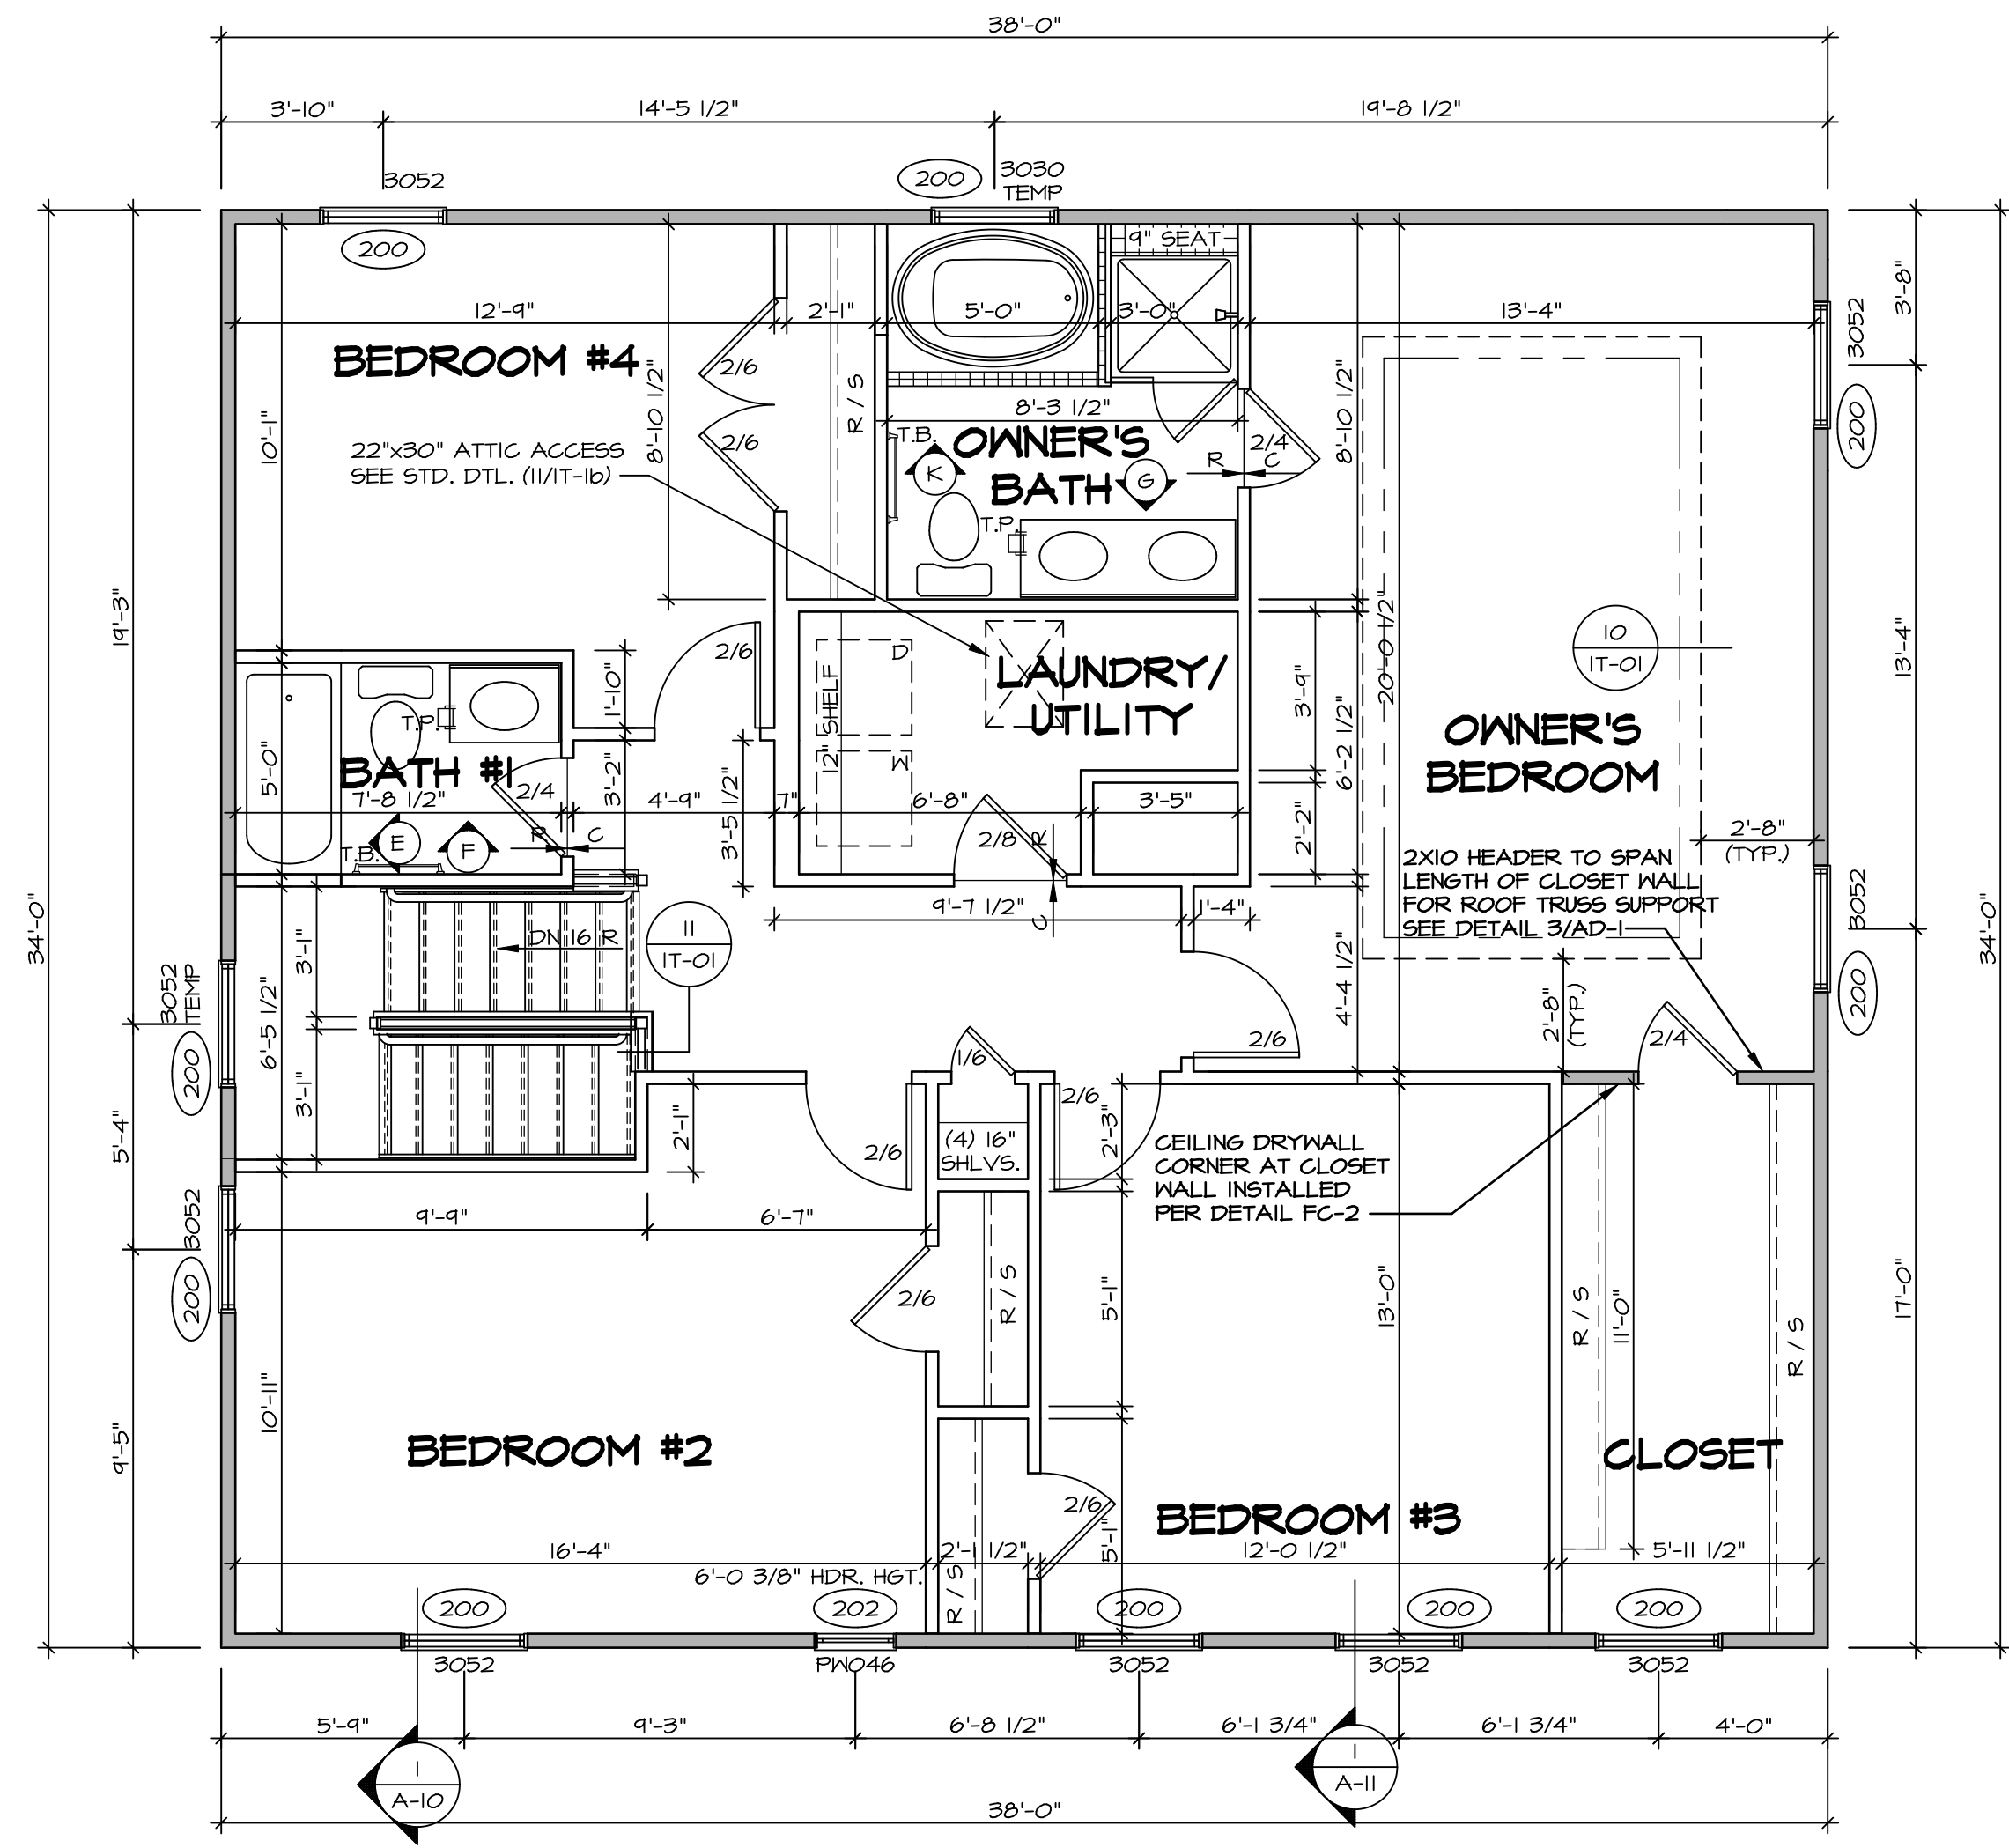 38'-0"
3'-10"
14'-5 1/2"
19'-8 1/2"
3052
200
3030
TEMP
200
9" SEAT
12'-9"
2'-1"
5'-0"
3'-0"
13'-4"
BEDROOM #4
2/6
2/6
R / S
8'-10 1/2"
10'-1"
22"x30" ATTIC ACCESS
SEE STD. DTL. (11/IT-1b)
8'-3 1/2"
T.B.
OWNER'S
BATH
K
G
T.P.
2/4
R
C
8'-10 1/2"
3'-8"
3052
200
19'-3"
34'-0"
1'-10"
2/6
D
12" SHELF
W
LAUNDRY/
UTILITY
3'-9"
6'-2 1/2"
20'-0 1/2"
10
IT-01
OWNER'S
BEDROOM
13'-4"
T.P.
BATH #1
5'-0"
7'-8 1/2"
2/4
3'-2"
4'-9"
3'-5 1/2"
7"
6'-8"
3'-5"
2/8
R
C
2'-2"
T.B.
E
F
R
C
2'-8"
(TYP.)
2X10 HEADER TO SPAN
LENGTH OF CLOSET WALL
FOR ROOF TRUSS SUPPORT
SEE DETAIL 3/AD-1
3052
200
34'-0"
9'-7 1/2"
1'-4"
DN 16 R
11
IT-01
3'-1"
6'-5 1/2"
3'-1"
3052
TEMP
200
5'-4"
4'-4 1/2"
2'-8"
(TYP.)
2/4
2/6
1/6
2/6
2'-1"
2/6
(4) 16"
SHLVS.
2'-3"
CEILING DRYWALL
CORNER AT CLOSET
WALL INSTALLED
PER DETAIL FC-2
3052
200
9'-9"
6'-7"
2/6
R / S
5'-1"
13'-0"
R / S
11'-0"
R / S
17'-0"
10'-11"
9'-5"
BEDROOM #2
CLOSET
2/6
5'-1"
BEDROOM #3
16'-4"
2'-1 1/2"
12'-0 1/2"
5'-11 1/2"
6'-0 3/8" HDR. HGT.
R / S
200
202
200
200
200
3052
PW046
3052
3052
3052
5'-9"
9'-3"
6'-8 1/2"
6'-1 3/4"
6'-1 3/4"
4'-0"
1
A-10
1
A-11
38'-0"